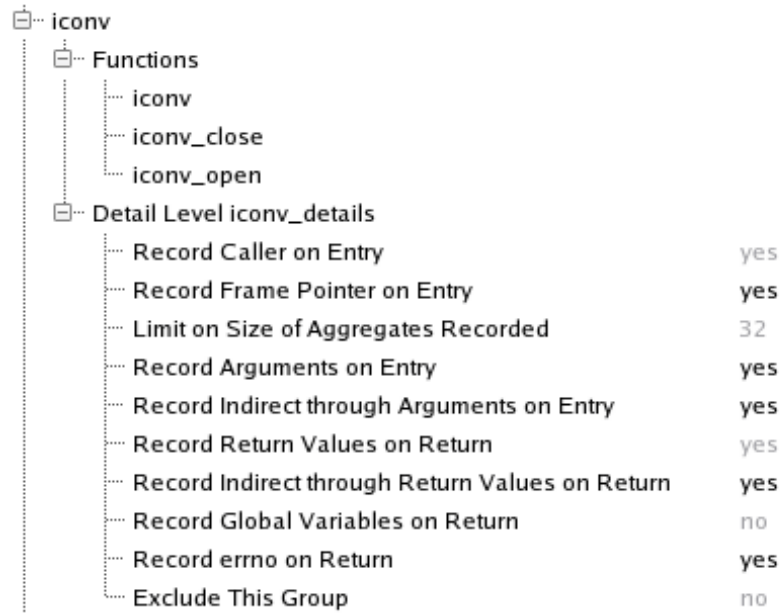 iconv
Functions
iconv
iconv_close
iconv_open
Detail Level iconv_details
Record Caller on Entry yes
Record Frame Pointer on Entry yes
Limit on Size of Aggregates Recorded 32
Record Arguments on Entry yes
Record Indirect through Arguments on Entry yes
Record Return Values on Return yes
Record Indirect through Return Values on Return yes
Record Global Variables on Return no
Record errno on Return yes
Exclude This Group no